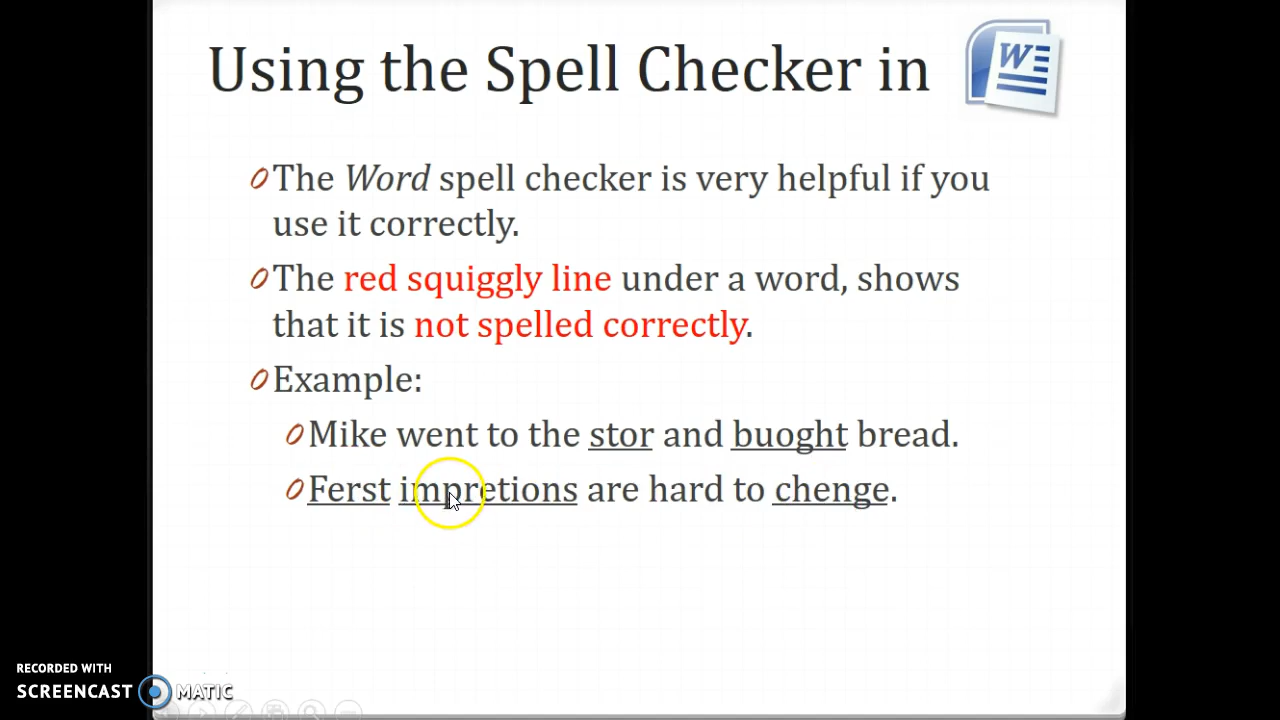 Using the Spell Checker in
W
The Word spell checker is very helpful if you
use it correctly.
The red squiggly line under a word, shows
that it is not spelled correctly.
Example:
Mike went to the stor and buoght bread.
Ferst impretions are hard to chenge.
RECORDED WITH
SCREENCAST MATIC